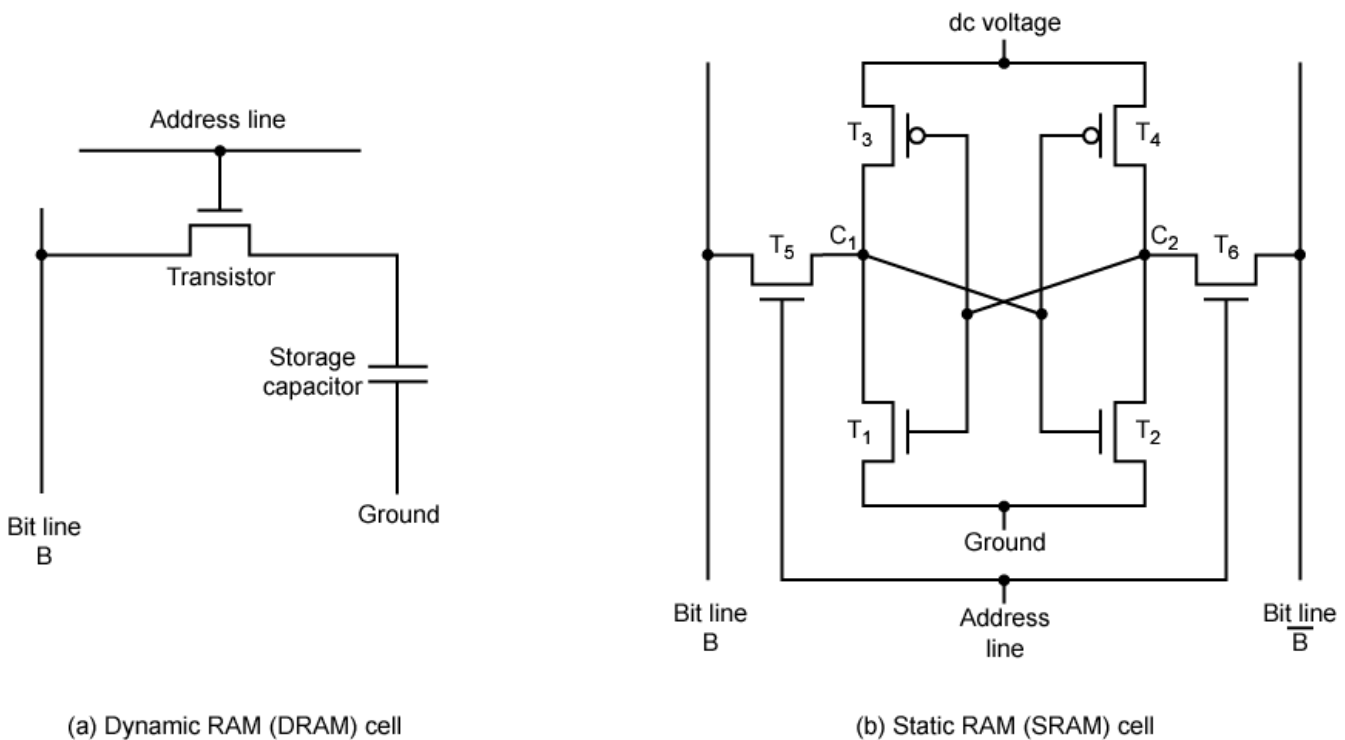 Address line
Transistor
Storage
capacitor
Ground
Bit line
B
(a) Dynamic RAM (DRAM) cell
dc voltage
T3
T4
T5
C1
C2
T6
T1
T2
Ground
Address
line
Bit line
B
Bit line
B̅
(b) Static RAM (SRAM) cell